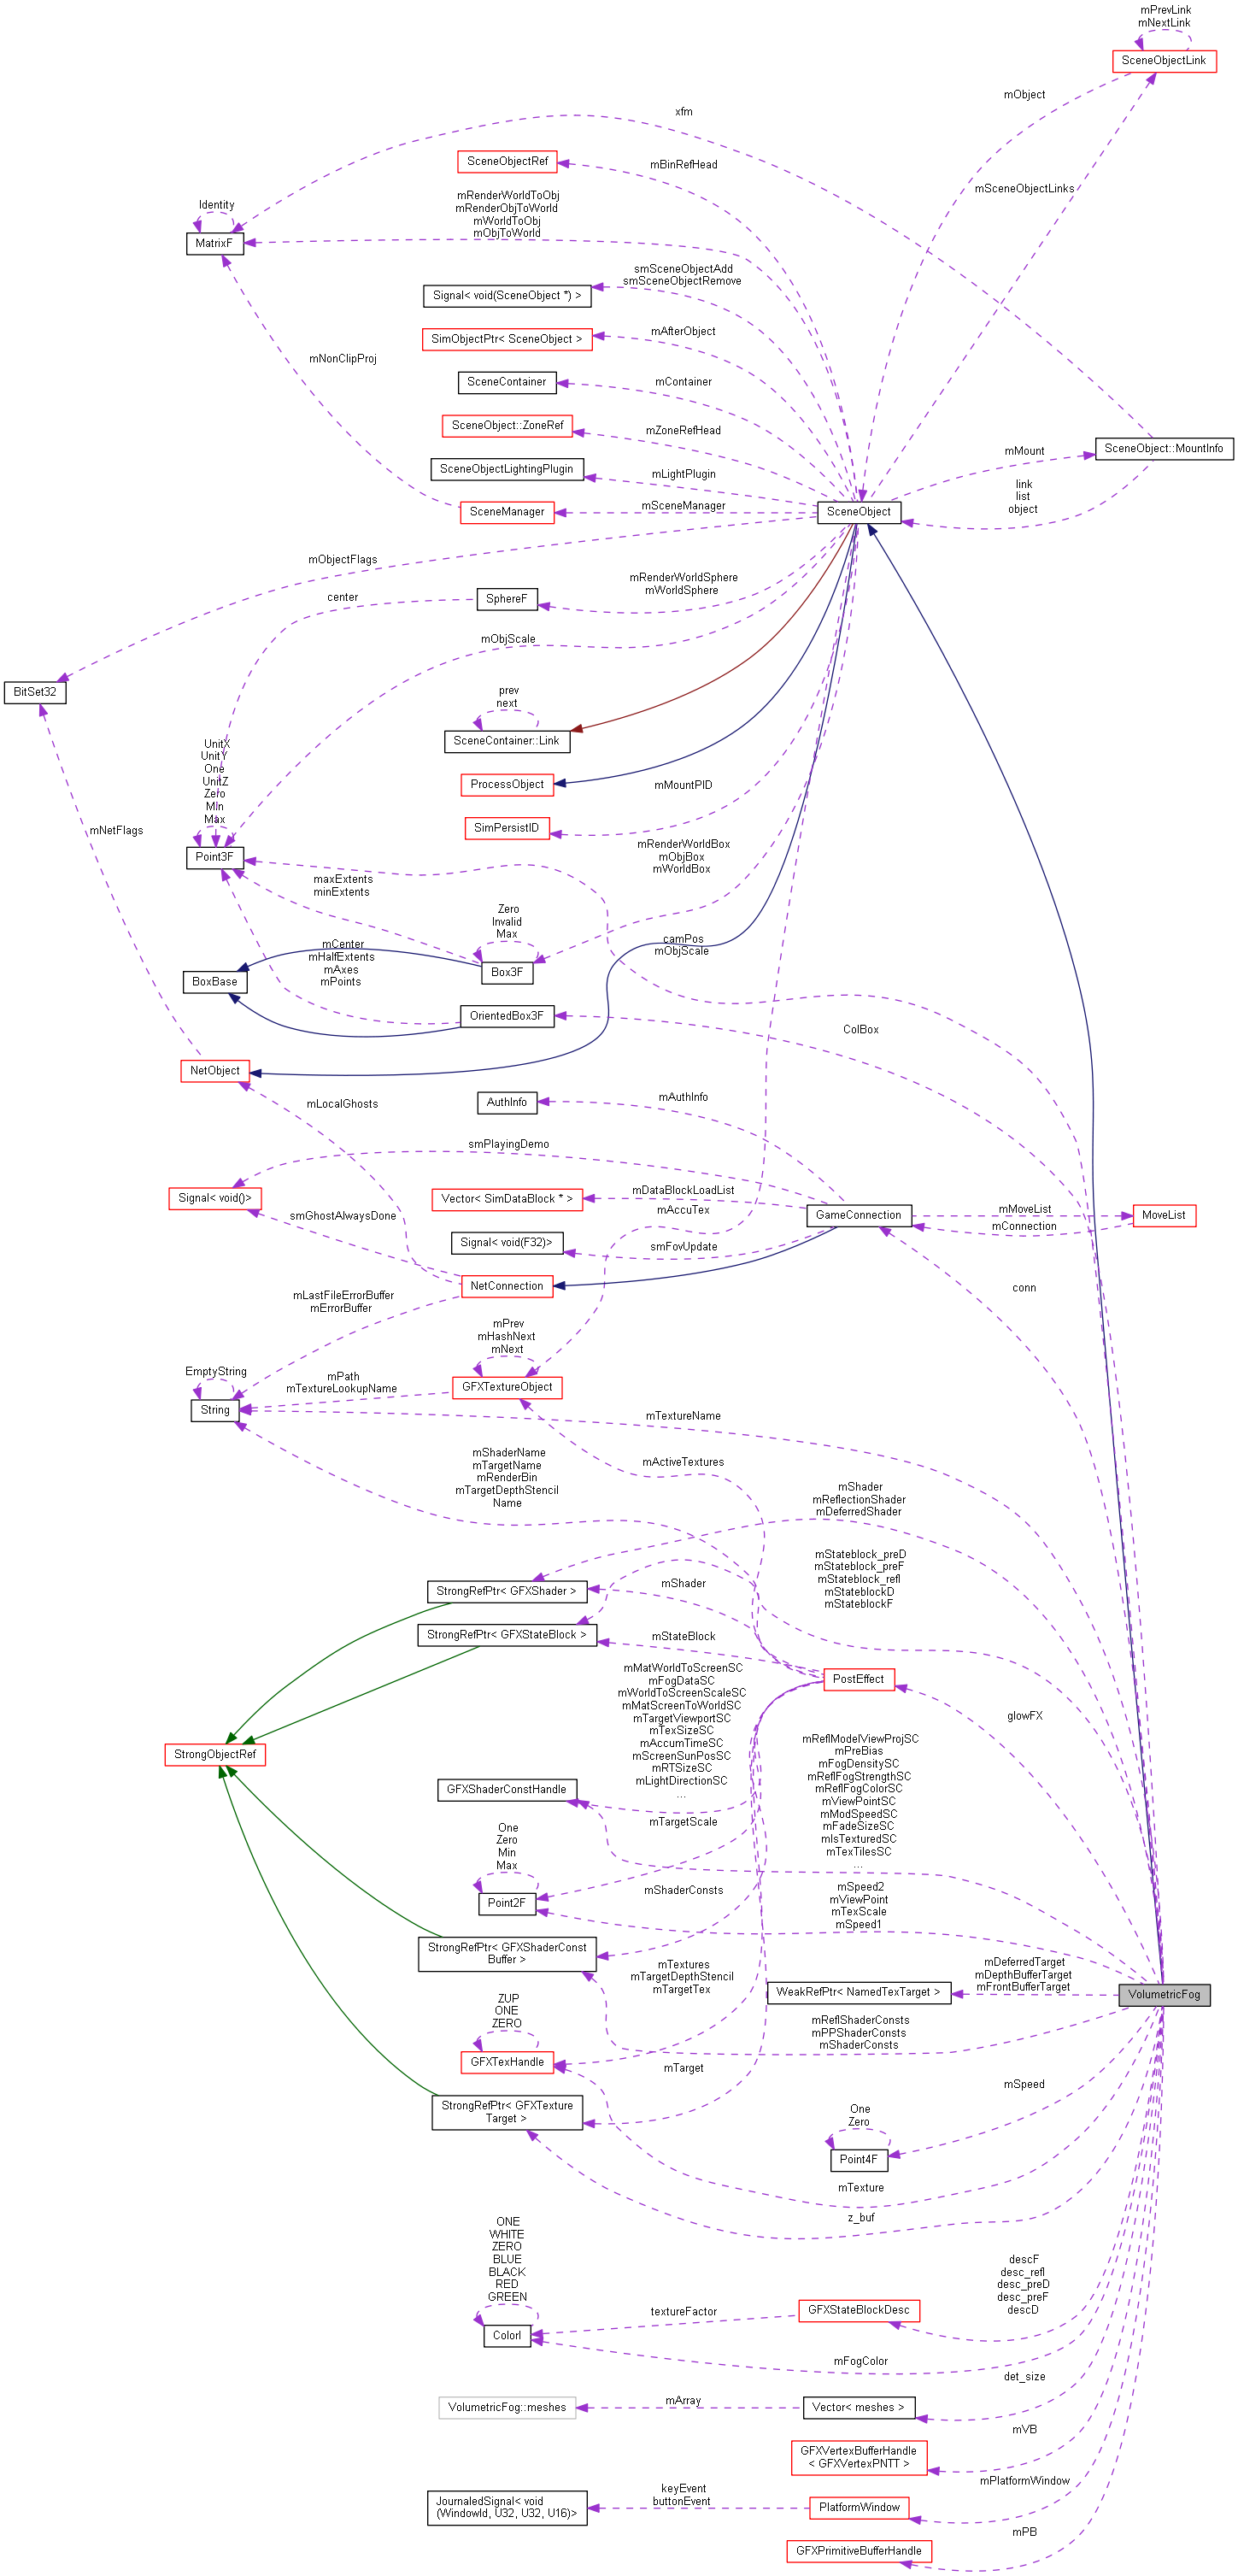 mPrevLink
mNextLink
SceneObjectLink
mObject
xfm
SceneObjectRef
mBinRefHead
mSceneObjectLinks
Identity
mRenderWorldToObj
mRenderObjToWorld
mWorldToObj
mObjToWorld
MatrixF
smSceneObjectAdd
smSceneObjectRemove
Signal< void(SceneObject *) >
mAfterObject
SimObjectPtr< SceneObject >
mNonClipProj
mContainer
SceneContainer
mZoneRefHead
SceneObject::ZoneRef
mMount
SceneObject::MountInfo
SceneObjectLightingPlugin
mLightPlugin
link
list
object
SceneManager
mSceneManager
SceneObject
mObjectFlags
mRenderWorldSphere
mWorldSphere
center
SphereF
mObjScale
BitSet32
prev
next
SceneContainer::Link
UnitX
UnitY
One
UnitZ
Zero
Min
Max
ProcessObject
mMountPID
SimPersistID
mNetFlags
mRenderWorldBox
mObjBox
mWorldBox
Point3F
maxExtents
minExtents
Zero
Invalid
Max
camPos
mObjScale
mCenter
mHalfExtents
mAxes
mPoints
BoxBase
Box3F
OrientedBox3F
ColBox
NetObject
mLocalGhosts
AuthInfo
mAuthInfo
smPlayingDemo
Signal< void()>
Vector< SimDataBlock * >
mDataBlockLoadList
mAccuTex
GameConnection
mMoveList
MoveList
mConnection
smGhostAlwaysDone
Signal< void(F32)>
smFovUpdate
NetConnection
conn
mLastFileErrorBuffer
mErrorBuffer
mPrev
mHashNext
mNext
EmptyString
mPath
mTextureLookupName
GFXTextureObject
String
mTextureName
mShaderName
mTargetName
mRenderBin
mTargetDepthStencil
Name
mActiveTextures
mShader
mReflectionShader
mDeferredShader
mStateblock_preD
mStateblock_preF
mStateblock_refl
mStateblockD
mStateblockF
StrongRefPtr< GFXShader >
mShader
StrongRefPtr< GFXStateBlock >
mStateBlock
PostEffect
mMatWorldToScreenSC
mFogDataSC
mWorldToScreenScaleSC
mMatScreenToWorldSC
mTargetViewportSC
mTexSizeSC
mAccumTimeSC
mScreenSunPosSC
mRTSizeSC
mLightDirectionSC
...
glowFX
StrongObjectRef
mReflModelViewProjSC
mPreBias
mFogDensitySC
mReflFogStrengthSC
mReflFogColorSC
mViewPointSC
mModSpeedSC
mFadeSizeSC
mIsTexturedSC
mTexTilesSC
...
GFXShaderConstHandle
mTargetScale
One
Zero
Min
Max
Point2F
mShaderConsts
mSpeed2
mViewPoint
mTexScale
mSpeed1
StrongRefPtr< GFXShaderConst
Buffer >
mTextures
mTargetDepthStencil
mTargetTex
WeakRefPtr< NamedTexTarget >
mDeferredTarget
mDepthBufferTarget
mFrontBufferTarget
VolumetricFog
ZUP
ONE
ZERO
GFXTexHandle
mReflShaderConsts
mPPShaderConsts
mShaderConsts
mTarget
mSpeed
StrongRefPtr< GFXTexture
Target >
One
Zero
Point4F
mTexture
z_buf
ONE
WHITE
ZERO
BLUE
BLACK
RED
GREEN
ColorI
textureFactor
GFXStateBlockDesc
descF
desc_refl
desc_preD
desc_preF
descD
mFogColor
det_size
VolumetricFog::meshes
mArray
Vector< meshes >
mVB
GFXVertexBufferHandle
< GFXVertexPNTT >
mPlatformWindow
JournaledSignal< void
(WindowId, U32, U32, U16)>
keyEvent
buttonEvent
PlatformWindow
mPB
GFXPrimitiveBufferHandle